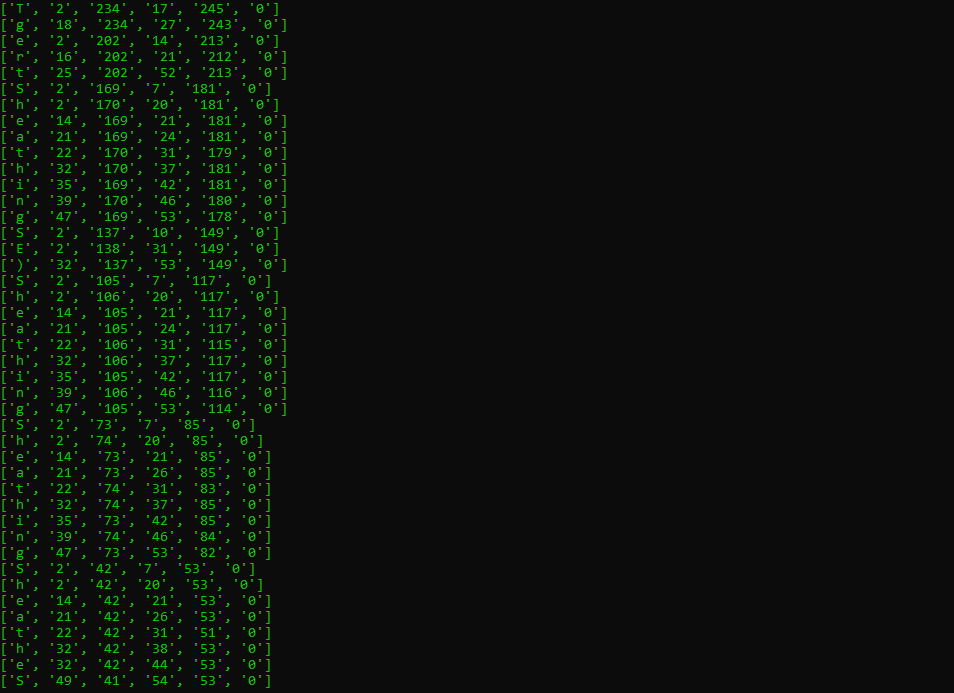 ['T', '2', '234', '17', '245', '0']
['g', '18', '234', '27', '243', '0']
['e', '2', '202', '14', '213', '0']
['r', '16', '202', '21', '212', '0']
['t', '25', '202', '52', '213', '0']
['S', '2', '169', '7', '181', '0']
['h', '2', '170', '20', '181', '0']
['e', '14', '169', '21', '181', '0']
['a', '21', '169', '24', '181', '0']
['t', '22', '170', '31', '179', '0']
['h', '32', '170', '37', '181', '0']
['i', '35', '169', '42', '181', '0']
['n', '39', '170', '46', '180', '0']
['g', '47', '169', '53', '178', '0']
['S', '2', '137', '10', '149', '0']
['E', '2', '138', '31', '149', '0']
[')', '32', '137', '53', '149', '0']
['S', '2', '105', '7', '117', '0']
['h', '2', '106', '20', '117', '0']
['e', '14', '105', '21', '117', '0']
['a', '21', '105', '24', '117', '0']
['t', '22', '106', '31', '115', '0']
['h', '32', '106', '37', '117', '0']
['i', '35', '105', '42', '117', '0']
['n', '39', '106', '46', '116', '0']
['g', '47', '105', '53', '114', '0']
['S', '2', '73', '7', '85', '0']
['h', '2', '74', '20', '85', '0']
['e', '14', '73', '21', '85', '0']
['a', '21', '73', '26', '85', '0']
['t', '22', '74', '31', '83', '0']
['h', '32', '74', '37', '85', '0']
['i', '35', '73', '42', '85', '0']
['n', '39', '74', '46', '84', '0']
['g', '47', '73', '53', '82', '0']
['S', '2', '42', '7', '53', '0']
['h', '2', '42', '20', '53', '0']
['e', '14', '42', '21', '53', '0']
['a', '21', '42', '26', '53', '0']
['t', '22', '42', '31', '51', '0']
['h', '32', '42', '38', '53', '0']
['e', '32', '42', '44', '53', '0']
['S', '49', '41', '54', '53', '0']